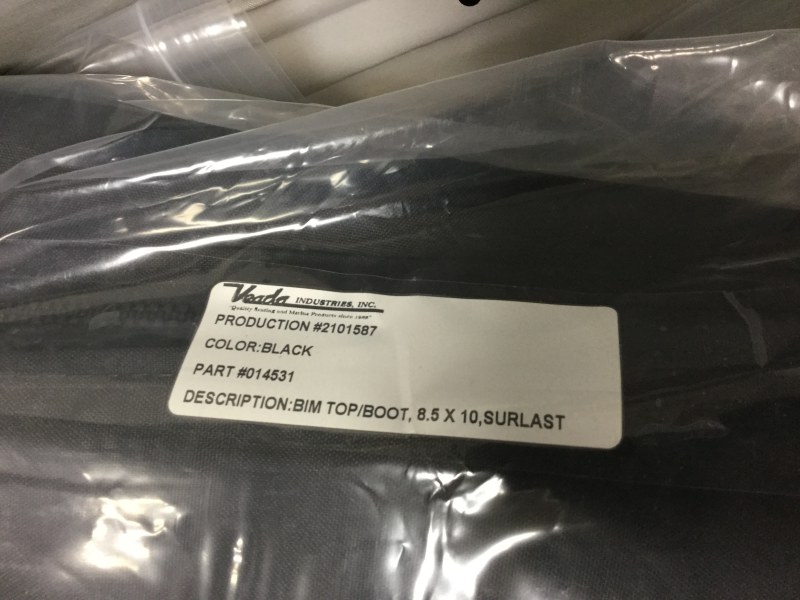 Veada INDUSTRIES, INC.
"Quality Seating and Marine Products since
PRODUCTION #2101587
COLOR:BLACK
PART #014531
DESCRIPTION:BIM TOP/BOOT, 8.5 X 10,SURLAST